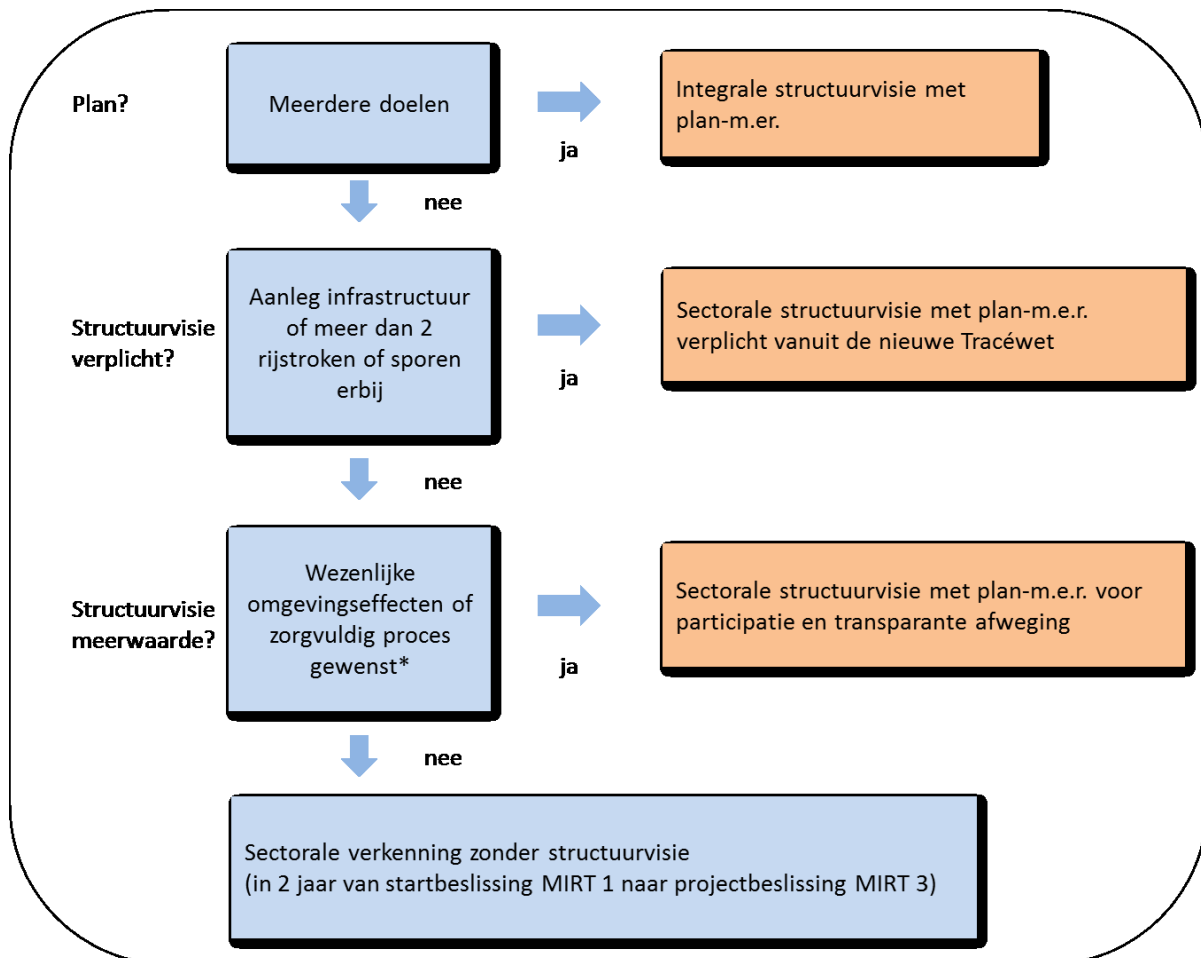 Plan?
Meerdere doelen
ja
Integrale structuurvisie met
plan-m.er.
nee
Structuurvisie
verplicht?
Aanleg infrastructuur
of meer dan 2
rijstroken of sporen
erbij
ja
Sectorale structuurvisie met plan-m.e.r.
verplicht vanuit de nieuwe Tracéwet
nee
Structuurvisie
meerwaarde?
Wezenlijke
omgevingseffecten of
zorgvuldig proces
gewenst*
ja
Sectorale structuurvisie met plan-m.e.r. voor
participatie en transparante afweging
nee
Sectorale verkenning zonder structuurvisie
(in 2 jaar van startbeslissing MIRT 1 naar projectbeslissing MIRT 3)